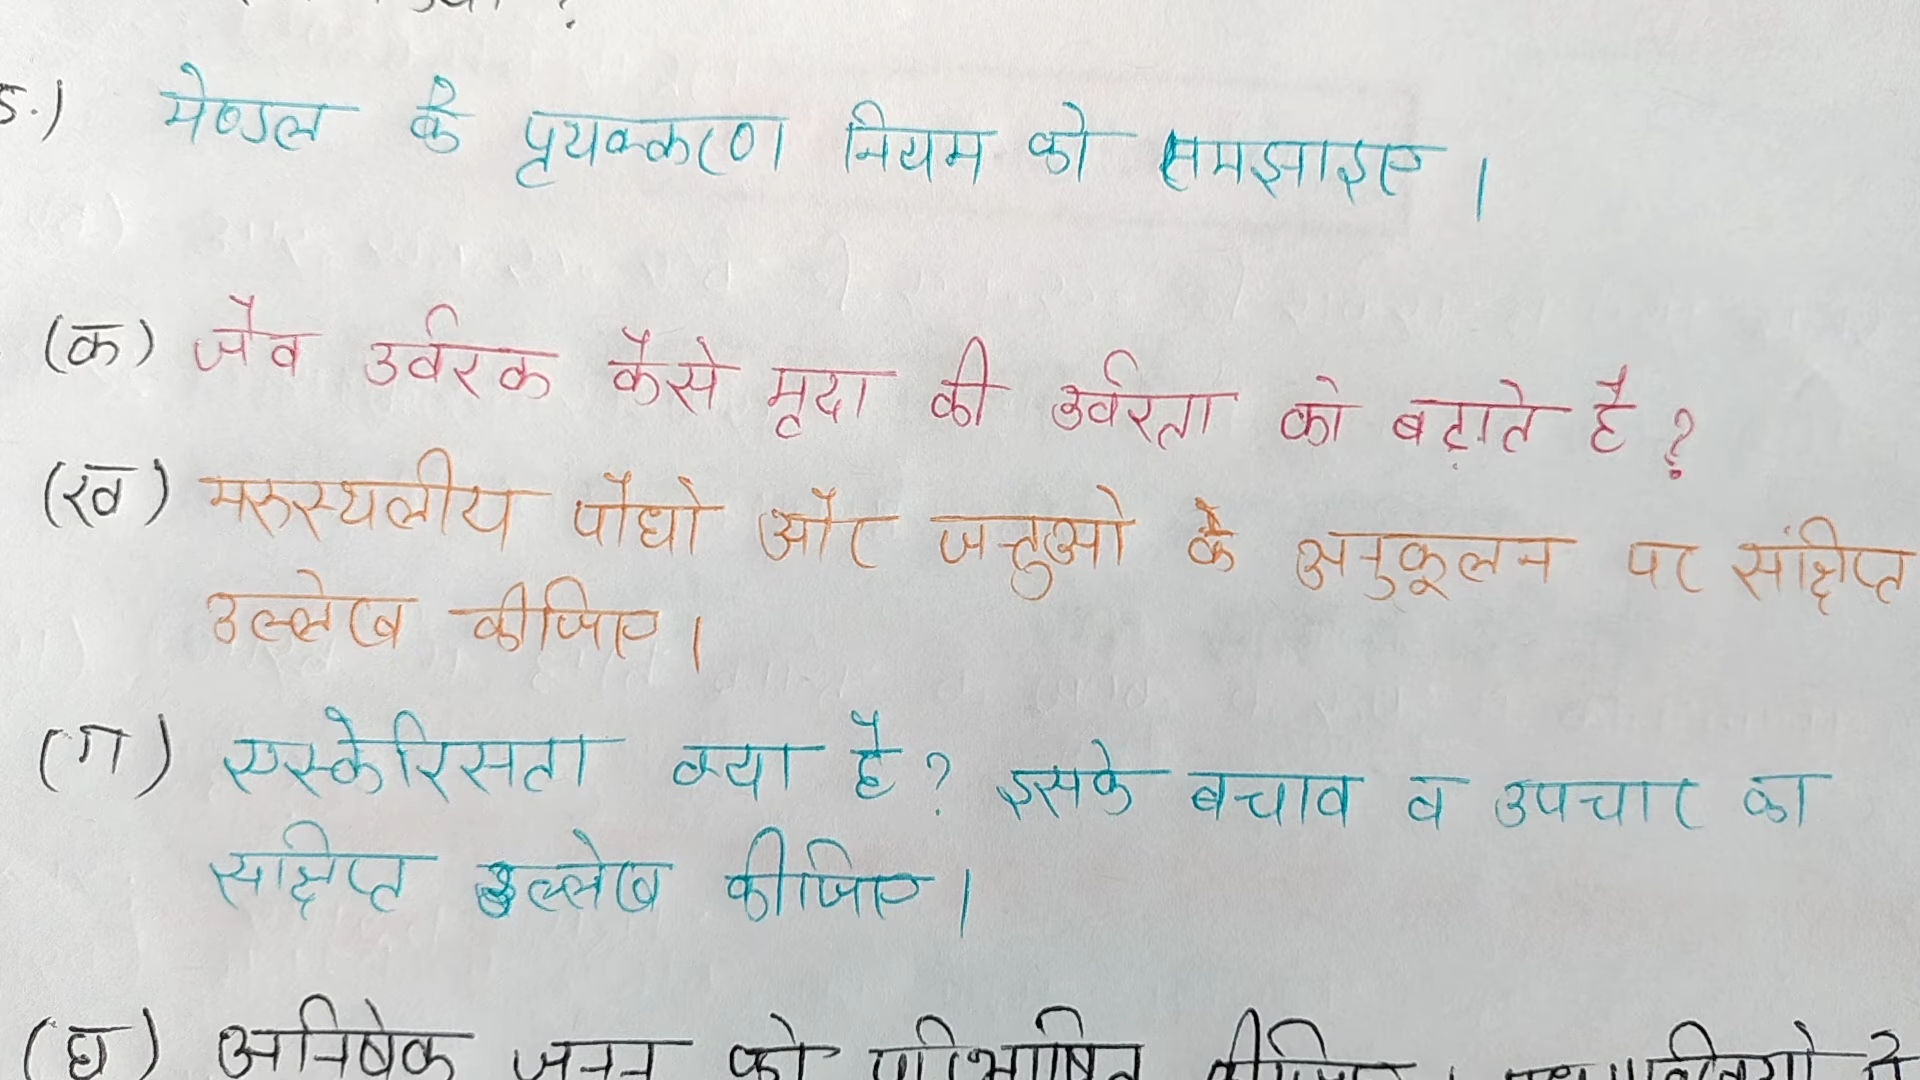 5.) मेण्डल के पृथक्करण नियम को समझाइए।
(क) जैव उर्वरक कैसे मृदा की उर्वरता को बढ़ाते है?
(ख) मरुस्थलीय पौधो और जन्तुओ के अनुकूलन पर संक्षिप्त
उल्लेख कीजिए।
(ग) एस्केरिसता क्या है? इसके बचाव व उपचार का
संक्षिप्त उल्लेख कीजिए।
(घ) अनिषेक जनन को परिभाषित कीजिए।